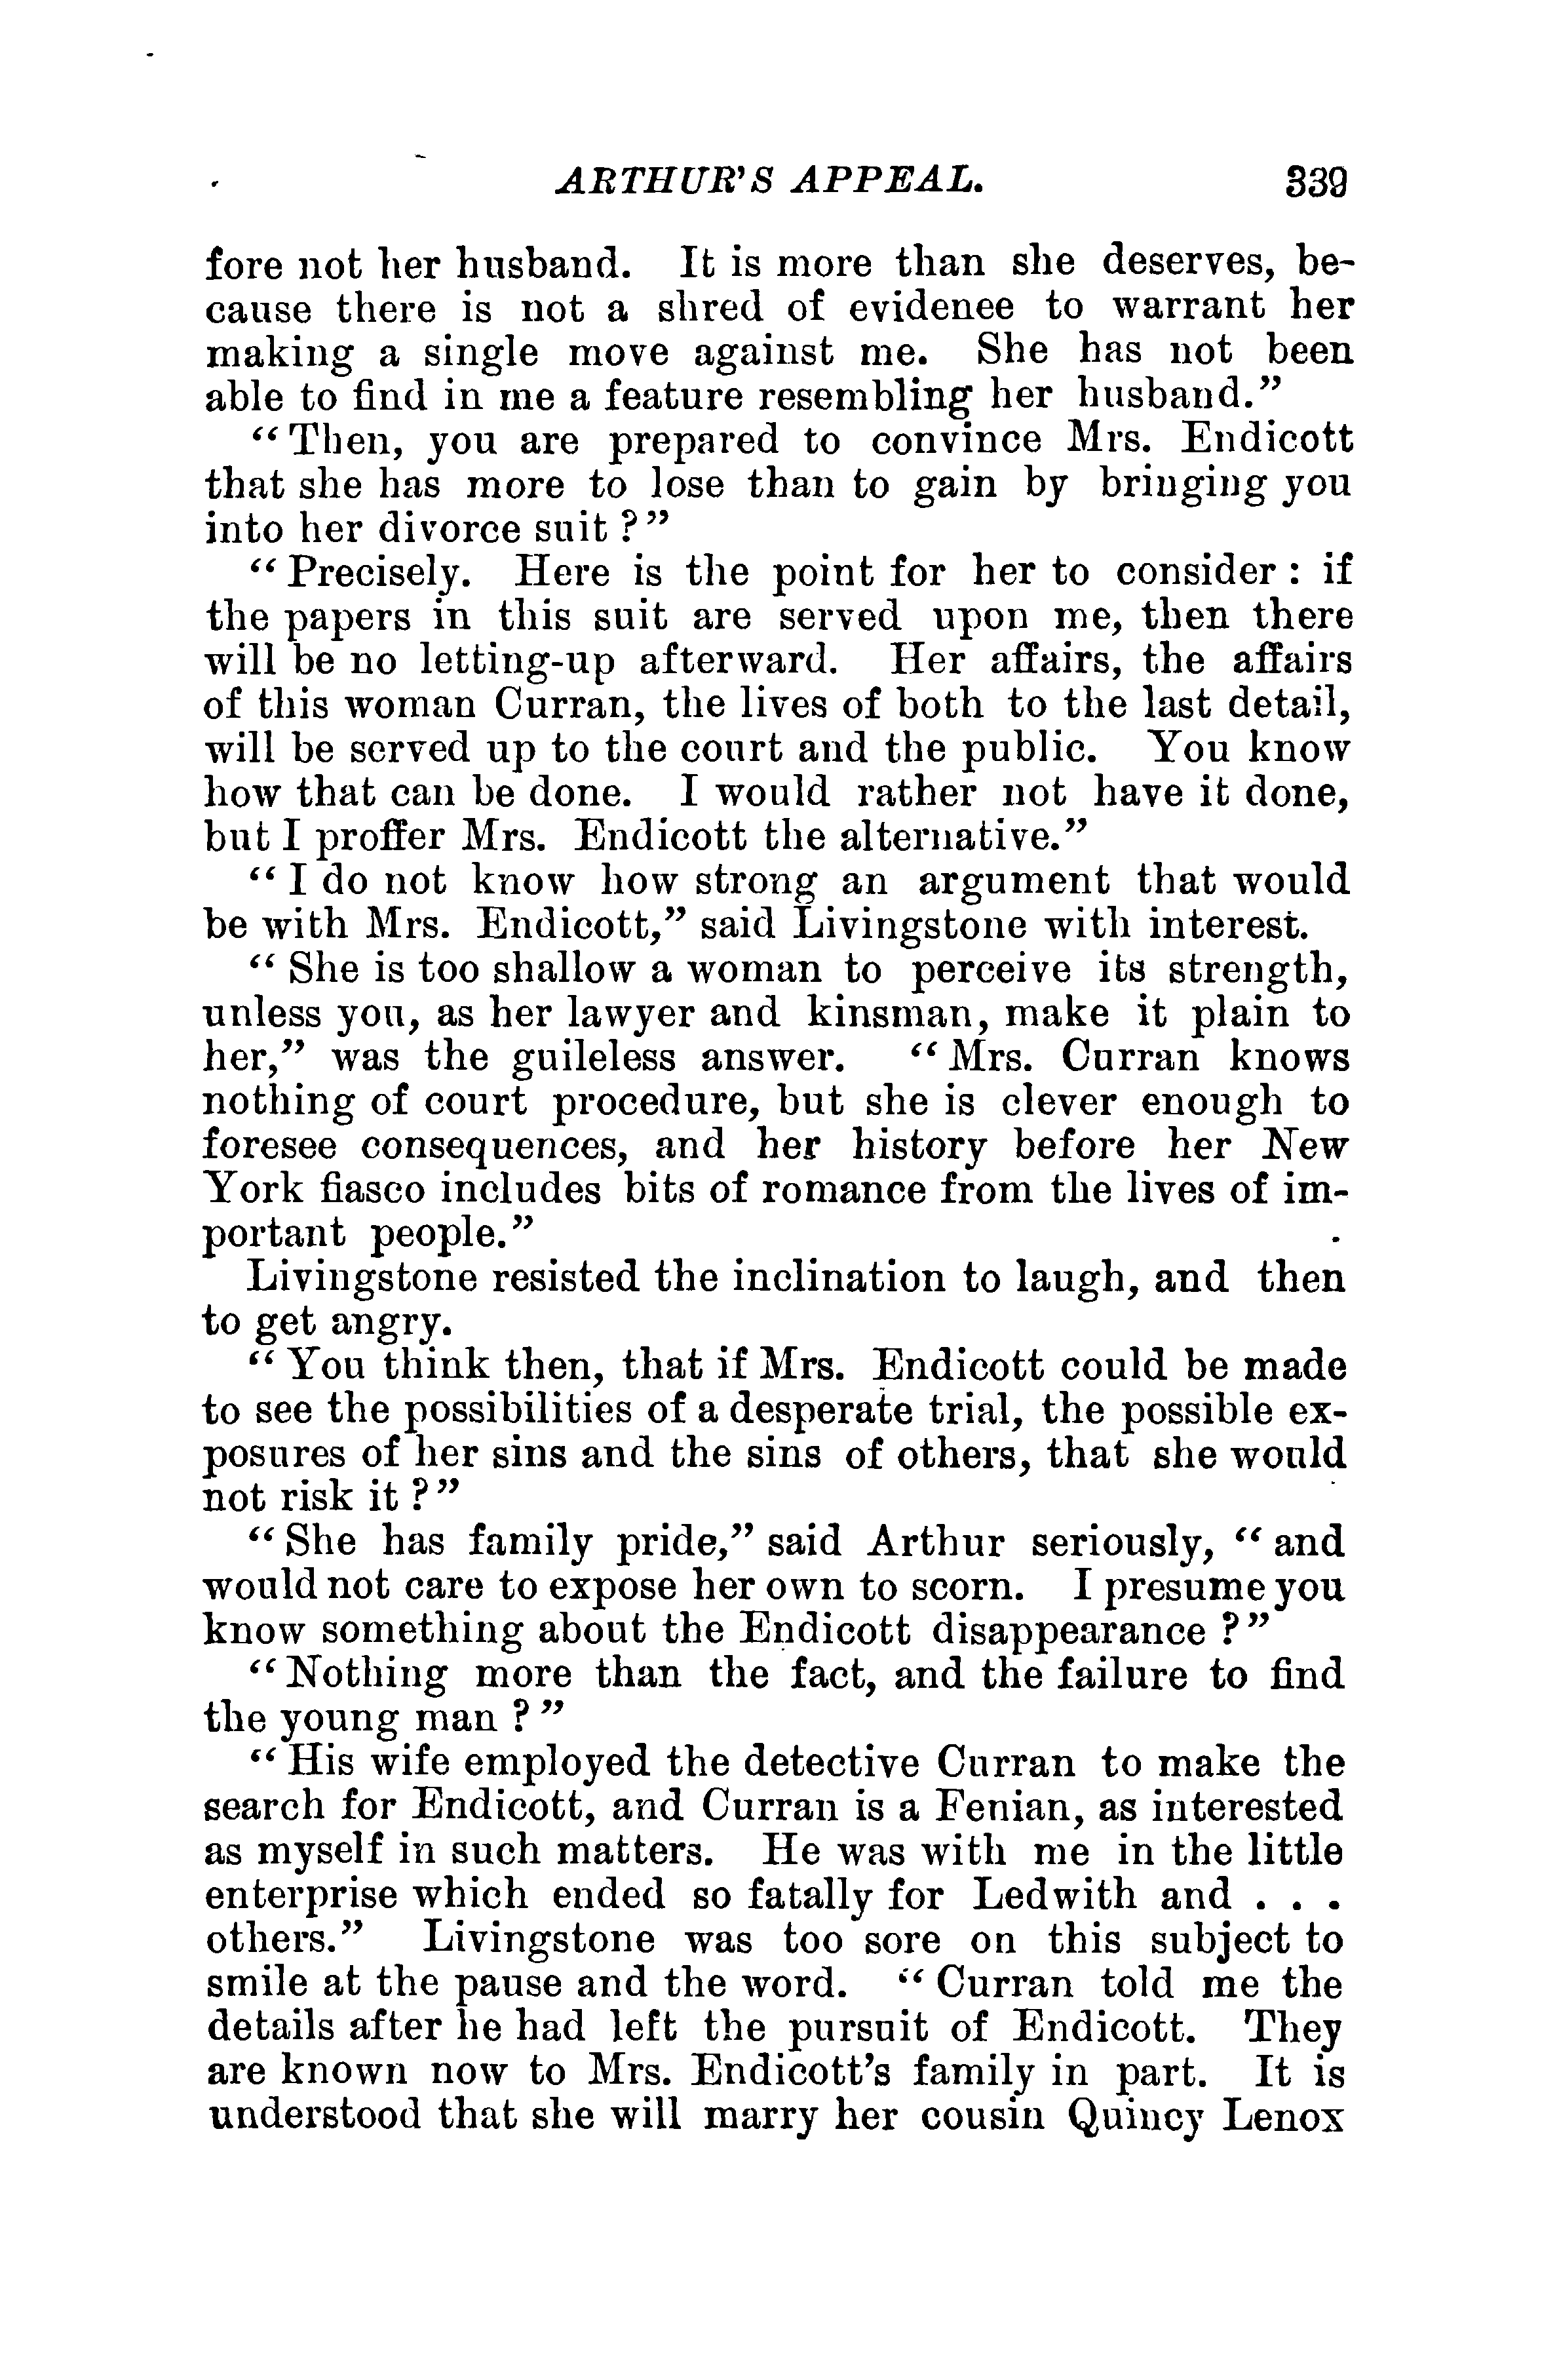 ARTHUR'S APPEAL. 339
fore not her husband. It is more than she deserves, be-
cause there is not a shred of evidenee to warrant her
making a single move against me. She has not been
able to find in me a feature resembling her husband."
"Then, you are prepared to convince Mrs. Endicott
that she has more to lose than to gain by bringing you
into her divorce suit ?"
"Precisely. Here is the point for her to consider : if
the papers in this suit are served upon me, then there
will be no letting-up afterward. Her affairs, the affairs
of this woman Curran, the lives of both to the last detail,
will be served up to the court and the public. You know
how that can be done. I would rather not have it done,
but I proffer Mrs. Endicott the alternative."
"I do not know how strong an argument that would
be with Mrs. Endicott," said Livingstone with interest.
"She is too shallow a woman to perceive its strength,
unless you, as her lawyer and kinsman, make it plain to
her," was the guileless answer. "Mrs. Curran knows
nothing of court procedure, but she is clever enough to
foresee consequences, and her history before her New
York fiasco includes bits of romance from the lives of im-
portant people."
Livingstone resisted the inclination to laugh, and then
to get angry.
"You think then, that if Mrs. Endicott could be made
to see the possibilities of a desperate trial, the possible ex-
posures of her sins and the sins of others, that she would
not risk it ?"
"She has family pride," said Arthur seriously, "and
would not care to expose her own to scorn. I presume you
know something about the Endicott disappearance ?"
"Nothing more than the fact, and the failure to find
the young man ?"
"His wife employed the detective Curran to make the
search for Endicott, and Curran is a Fenian, as interested
as myself in such matters. He was with me in the little
enterprise which ended so fatally for Ledwith and . . .
others." Livingstone was too sore on this subject to
smile at the pause and the word. "Curran told me the
details after he had left the pursuit of Endicott. They
are known now to Mrs. Endicott's family in part. It is
understood that she will marry her cousin Quincy Lenox